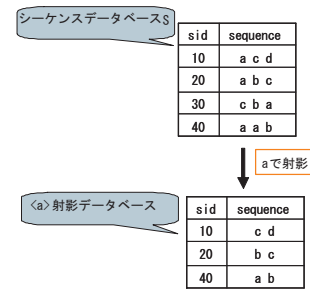 シーケンスデータベースS
sid sequence
10 a c d
20 a b c
30 c b a
40 a a b
aで射影
<a>射影データベース
sid sequence
10 c d
20 b c
40 a b